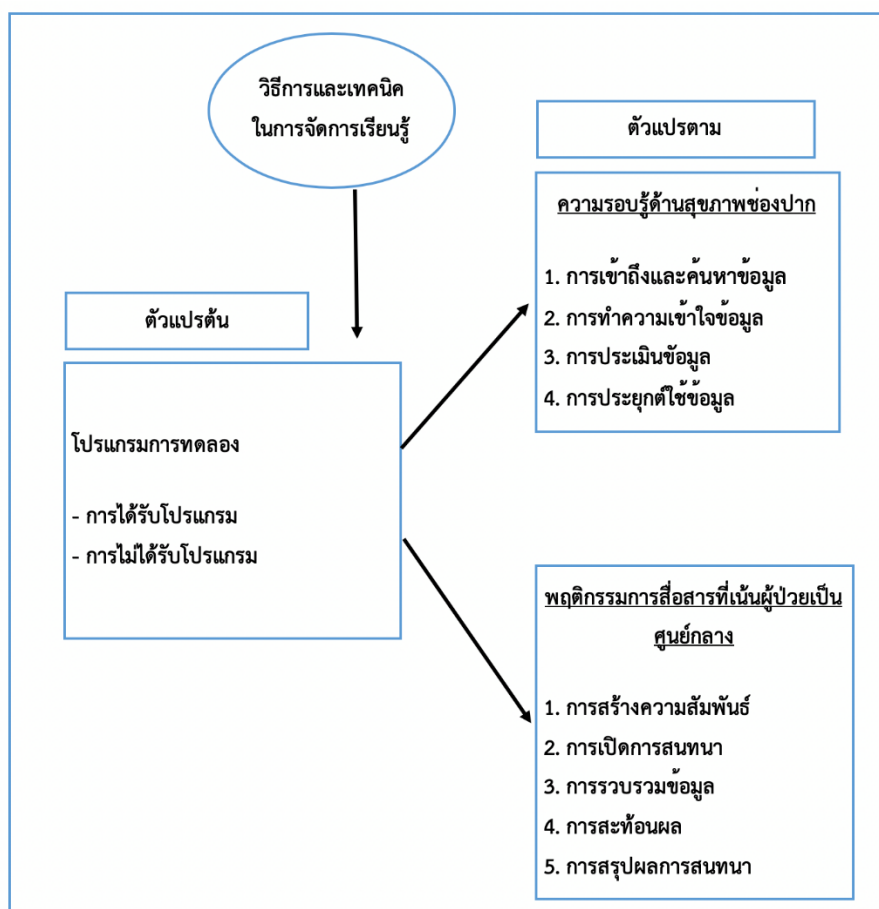 วิธีการและเทคนิค
ในการจัดการเรียนรู้
ตัวแปรตาม
ความรอบรู้ด้านสุขภาพช่องปาก
1. การเข้าถึงและค้นหาข้อมูล
2. การทำความเข้าใจข้อมูล
3. การประเมินข้อมูล
4. การประยุกต์ใช้ข้อมูล
ตัวแปรต้น
โปรแกรมการทดลอง
- การได้รับโปรแกรม
- การไม่ได้รับโปรแกรม
พฤติกรรมการสื่อสารที่เน้นผู้ป่วยเป็น
ศูนย์กลาง
1. การสร้างความสัมพันธ์
2. การเปิดการสนทนา
3. การรวบรวมข้อมูล
4. การสะท้อนผล
5. การสรุปผลการสนทนา